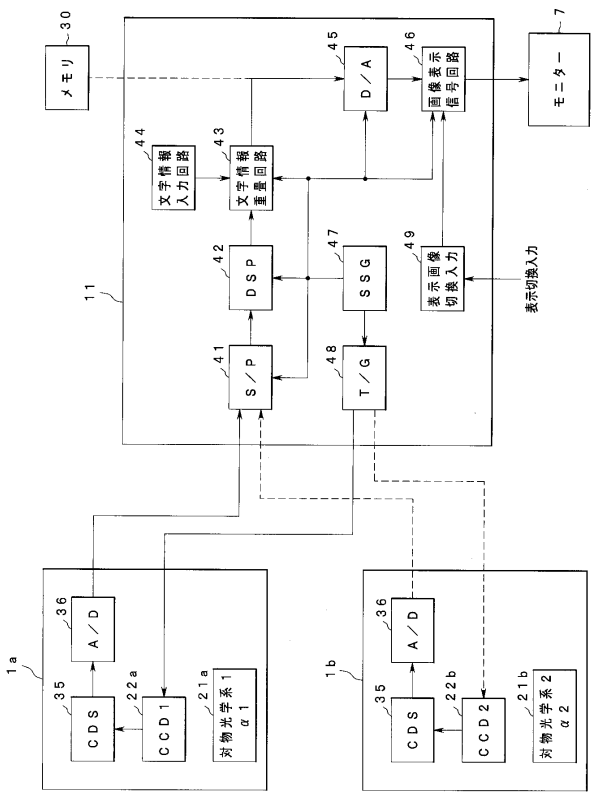 1a
35
CDS
36
A/D
22a
CCD1
21a
対物光学系1
α1
1b
35
CDS
36
A/D
22b
CCD2
21b
対物光学系2
α2
11
41
S/P
42
DSP
43
文字情報
重畳回路
44
文字情報
入力回路
45
D/A
46
画像表示
信号回路
47
SSG
48
T/G
49
表示画像
切換入力
表示切換入力
30
メモリ
7
モニター